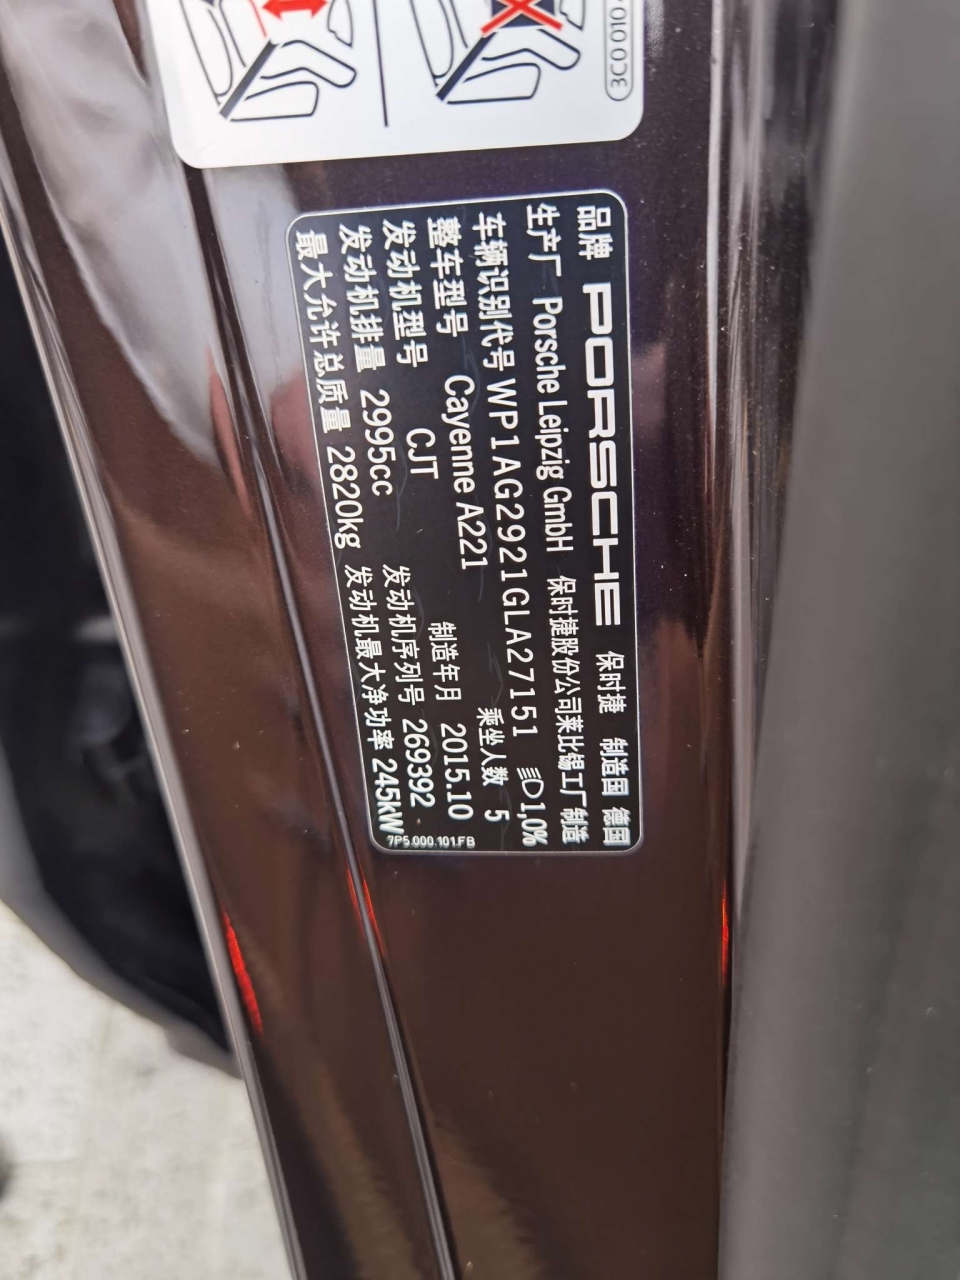 3C0 010
品牌 PORSCHE 保时捷 制造国 德国
生产厂 Porsche Leipzig GmbH 保时捷股份公司莱比锡工厂制造
车辆识别代号 WP1AG2921GLA27151 1,0%
整车型号 Cayenne A221 乘坐人数 5
发动机型号 CJT 制造年月 2015.10
发动机排量 2995cc 发动机序列号 269392
最大允许总质量 2820kg 发动机最大净功率 245kW
7P5.000.101.FB